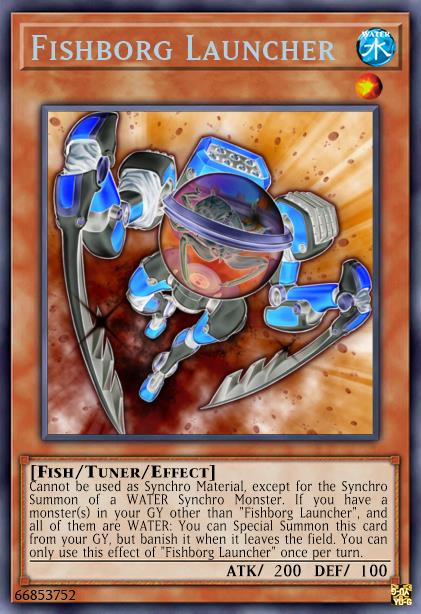 Fishborg Launcher
WATER
水
[Fish/Tuner/Effect]
Cannot be used as Synchro Material, except for the Synchro
Summon of a WATER Synchro Monster. If you have a
monster(s) in your GY other than "Fishborg Launcher", and
all of them are WATER: You can Special Summon this card
from your GY, but banish it when it leaves the field. You can
only use this effect of "Fishborg Launcher" once per turn.
ATK/ 200 DEF/ 100
66853752